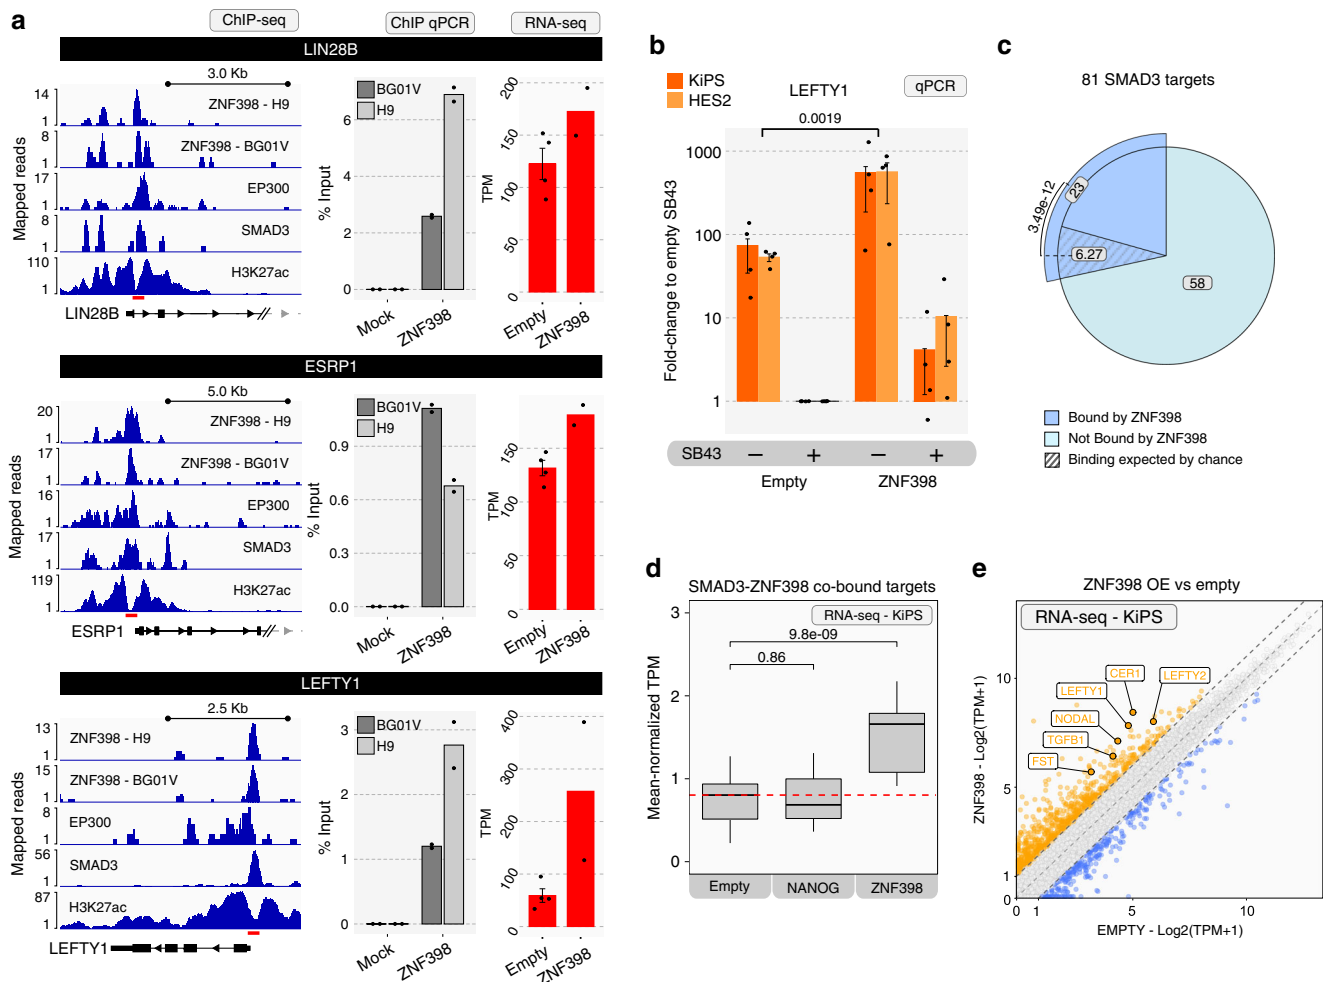 a
ChIP-seq
ChIP qPCR
RNA-seq
LIN28B
3.0 Kb
Mapped reads
14
1
ZNF398 - H9
8
1
ZNF398 - BG01V
17
1
EP300
8
1
SMAD3
110
1
H3K27ac
LIN28B
% Input
6
4
2
0
BG01V
H9
Mock
ZNF398
TPM
200
150
100
50
0
Empty
ZNF398
ESRP1
5.0 Kb
Mapped reads
20
1
ZNF398 - H9
17
1
ZNF398 - BG01V
16
1
EP300
17
1
SMAD3
119
1
H3K27ac
ESRP1
% Input
0.9
0.6
0.3
0.0
BG01V
H9
Mock
ZNF398
TPM
150
100
50
0
Empty
ZNF398
LEFTY1
2.5 Kb
Mapped reads
13
1
ZNF398 - H9
15
1
ZNF398 - BG01V
8
1
EP300
56
1
SMAD3
87
1
H3K27ac
LEFTY1
% Input
3
2
1
0
BG01V
H9
Mock
ZNF398
TPM
400
300
200
100
0
Empty
ZNF398
b
KiPS
HES2
LEFTY1
qPCR
0.0019
Fold-change to empty SB43
1000
100
10
1
SB43
− + − +
Empty
ZNF398
c
81 SMAD3 targets
3.49e-12
23
6.27
58
Bound by ZNF398
Not Bound by ZNF398
Binding expected by chance
d
SMAD3-ZNF398 co-bound targets
RNA-seq - KiPS
9.8e-09
0.86
Mean-normalized TPM
3
2
1
0
Empty
NANOG
ZNF398
e
ZNF398 OE vs empty
RNA-seq - KiPS
CER1
LEFTY2
LEFTY1
NODAL
TGFB1
FST
ZNF398 - Log2(TPM+1)
10
5
1
0
0 1 5 10
EMPTY - Log2(TPM+1)